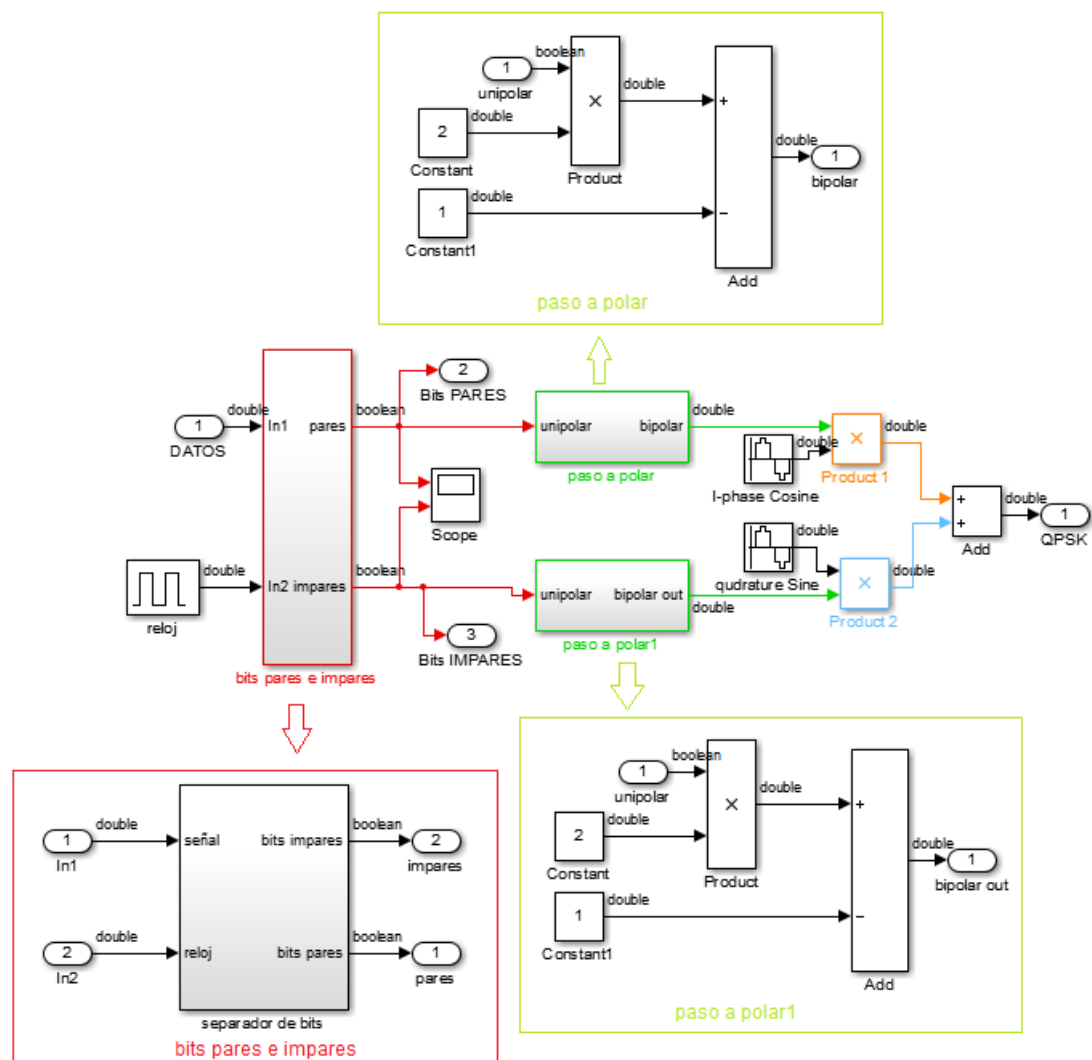 boolean
1
unipolar
double
×
double
+
2
Constant
Product
double
double
1
bipolar
1
Constant1
double
−
Add
paso a polar
double
1
DATOS
In1
pares
boolean
2
Bits PARES
unipolar
bipolar
double
paso a polar
double
I-phase Cosine
×
double
Product 1
Scope
double
reloj
In2
impares
boolean
3
Bits IMPARES
bits pares e impares
unipolar
bipolar out
double
paso a polar1
double
qudrature Sine
×
double
Product 2
+
+
Add
double
1
QPSK
1
In1
double
señal
bits impares
boolean
2
impares
2
In2
double
reloj
bits pares
boolean
1
pares
separador de bits
bits pares e impares
boolean
1
unipolar
double
×
double
+
2
Constant
Product
double
1
bipolar out
1
Constant1
double
−
Add
paso a polar1